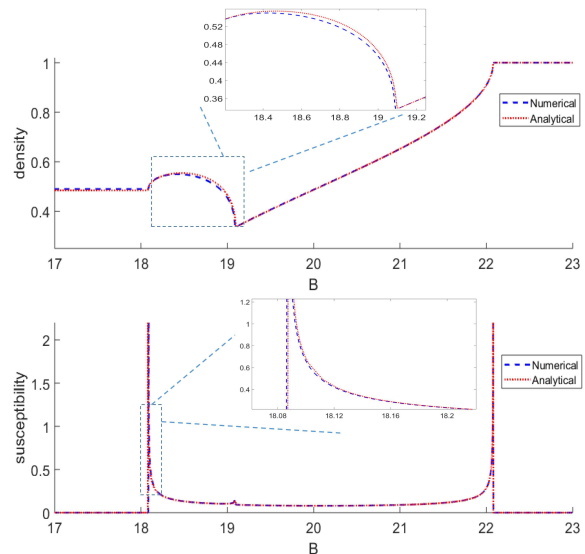 0.56
0.52
0.48
0.44
0.4
0.36
18.4 18.6 18.8 19 19.2
1
0.8
0.6
0.4
density
Numerical
Analytical
17 18 19 20 21 22 23
B
1.2
1
0.8
0.6
0.4
18.08 18.12 18.16 18.2
2
1.5
1
0.5
0
susceptibility
Numerical
Analytical
17 18 19 20 21 22 23
B